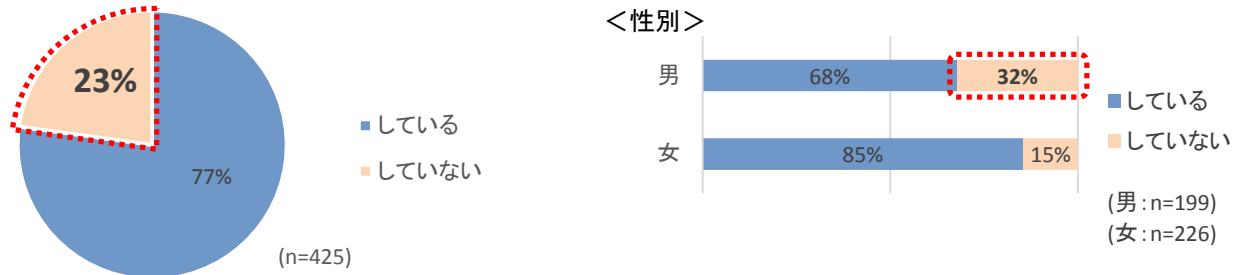 23%
77%
している
していない
(n=425)
＜性別＞
男
68%
32%
女
85%
15%
している
していない
(男：n=199)
(女：n=226)